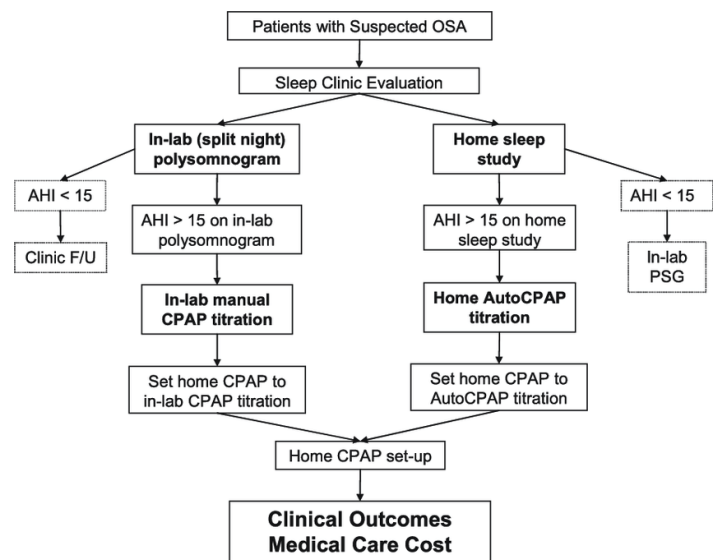 Patients with Suspected OSA
Sleep Clinic Evaluation
In-lab (split night)
polysomnogram
Home sleep
study
AHI < 15
AHI > 15 on in-lab
polysomnogram
AHI > 15 on home
sleep study
AHI < 15
Clinic F/U
In-lab
PSG
In-lab manual
CPAP titration
Home AutoCPAP
titration
Set home CPAP to
in-lab CPAP titration
Set home CPAP to
AutoCPAP titration
Home CPAP set-up
Clinical Outcomes
Medical Care Cost